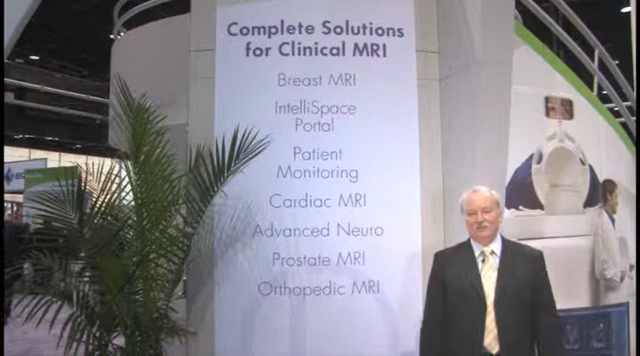 Complete Solutions
for Clinical MRI
Breast MRI
IntelliSpace
Portal
Patient
Monitoring
Cardiac MRI
Advanced Neuro
Prostate MRI
Orthopedic MRI